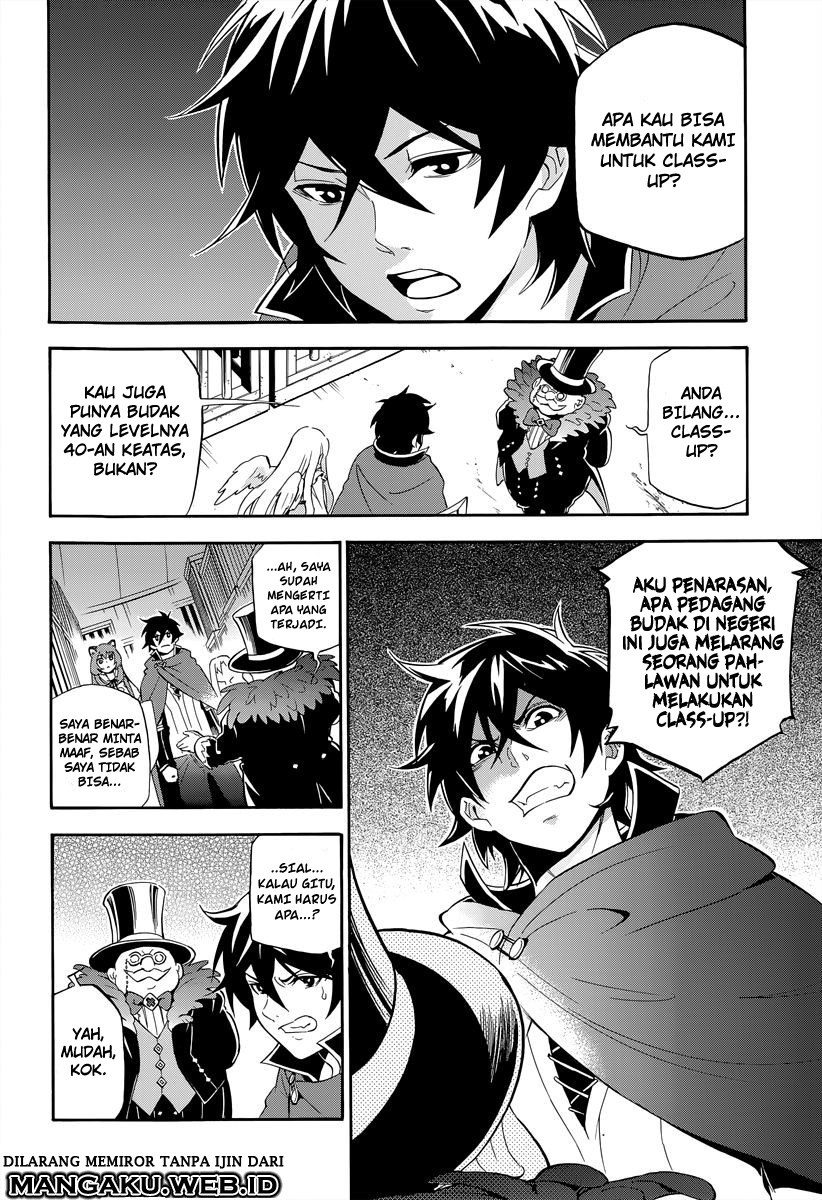 APA KAU BISA
MEMBANTU KAMI
UNTUK CLASS-
UP?
ANDA
BILANG...
CLASS-
UP?
KAU JUGA
PUNYA BUDAK
YANG LEVELNYA
40-AN KEATAS,
BUKAN?
AKU PENARASAN,
APA PEDAGANG
BUDAK DI NEGERI
INI JUGA MELARANG
SEORANG PAH-
LAWAN UNTUK
MELAKUKAN
CLASS-UP?!
...AH, SAYA
SUDAH
MENGERTI
APA YANG
TERJADI.
SAYA BENAR-
BENAR MINTA
MAAF, SEBAB
SAYA TIDAK
BISA...
..SIAL...
KALAU GITU,
KAMI HARUS
APA...?
YAH,
MUDAH,
KOK.
DILARANG MEMIROR TANPA IJIN DARI
MANGAKU.WEB.ID